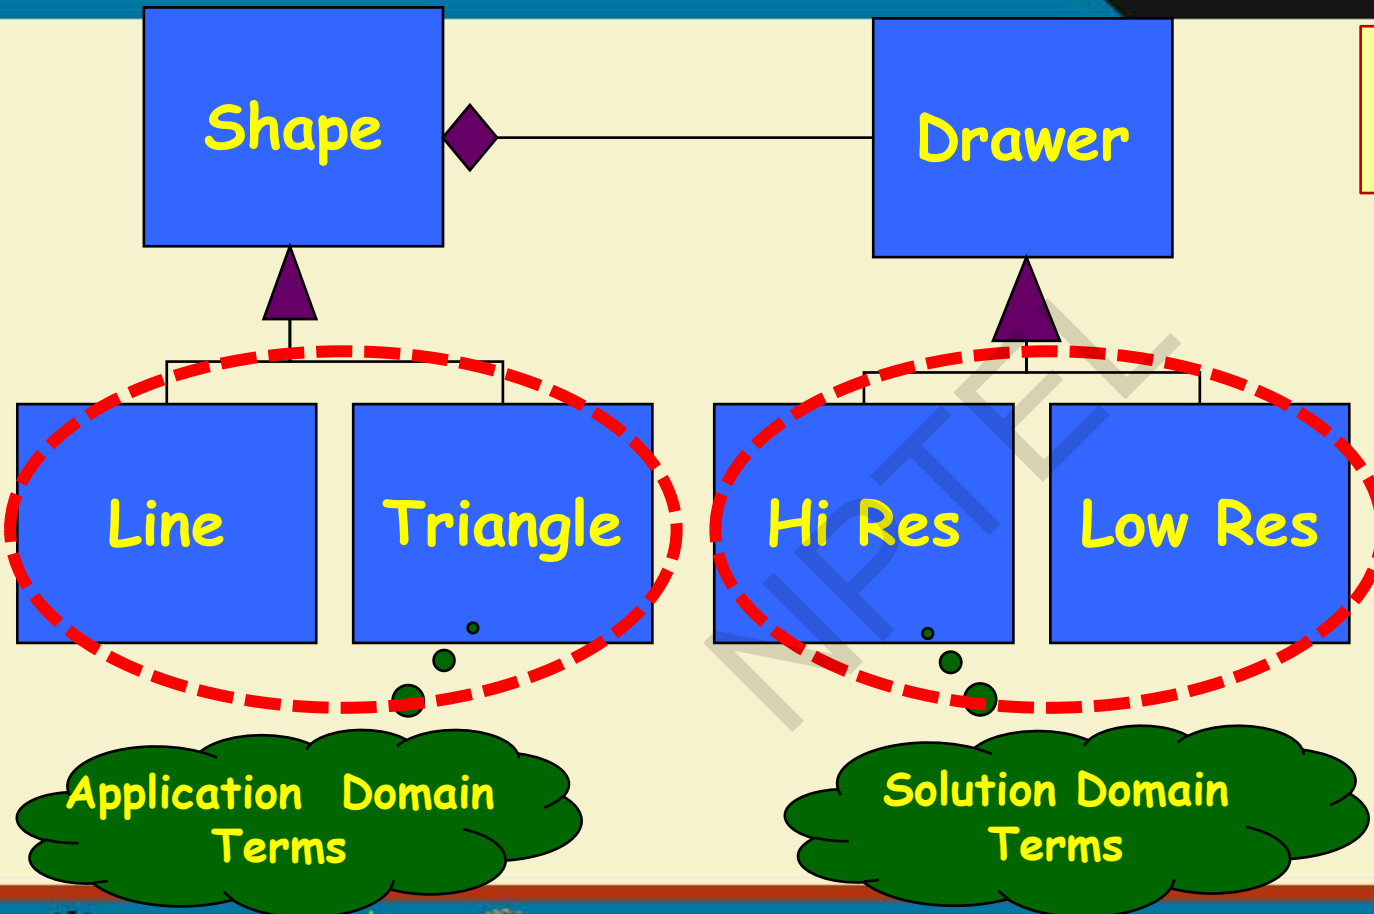 Shape
Drawer
Line
Triangle
Hi Res
Low Res
NPTEL
Application Domain
Terms
Solution Domain
Terms